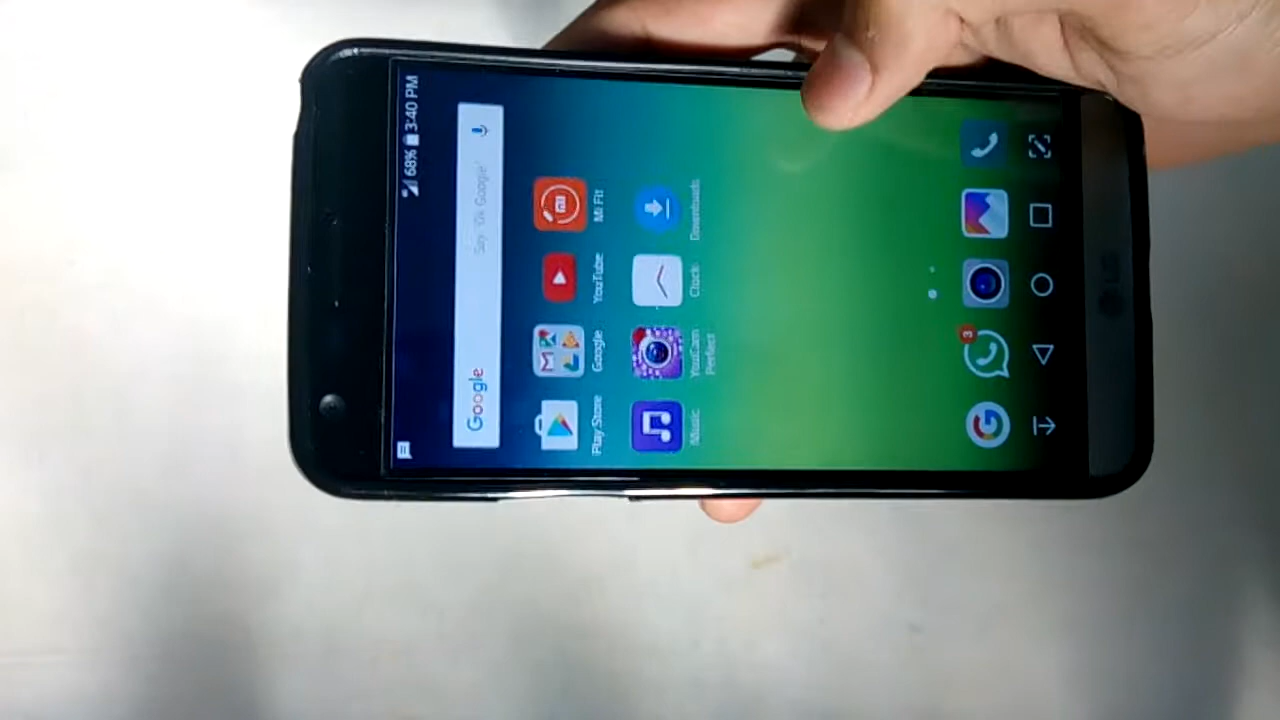 68% 3:40 PM
Google Say "Ok Google"
Play Store Google YouTube Mi Fit
Music YouCam Perfect Clock Downloads
3
LG